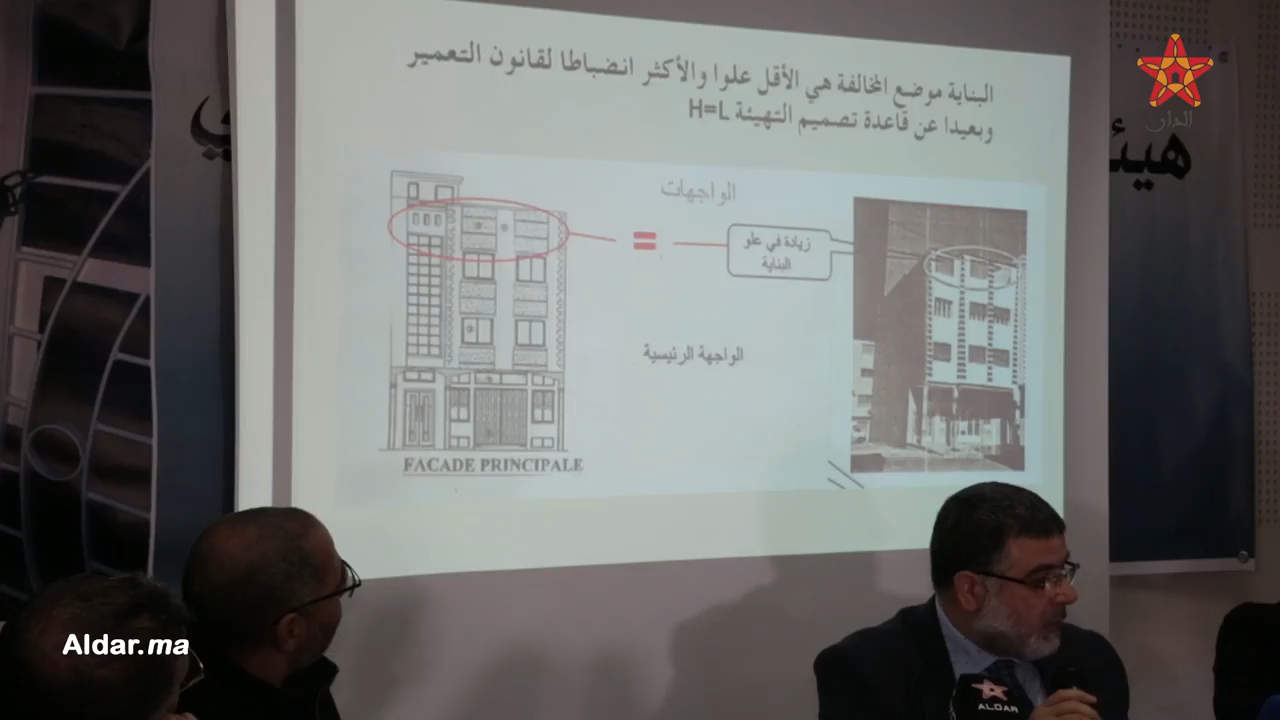 البناية موضع المخالفة هي الأقل علوا والأكثر انضباطا لقانون التعمير
وبعيدا عن قاعدة تصميم التهيئة H=L
الواجهات
=
زيادة في علو
البناية
الواجهة الرئيسية
FACADE PRINCIPALE
الدار
Aldar.ma
ALDAR